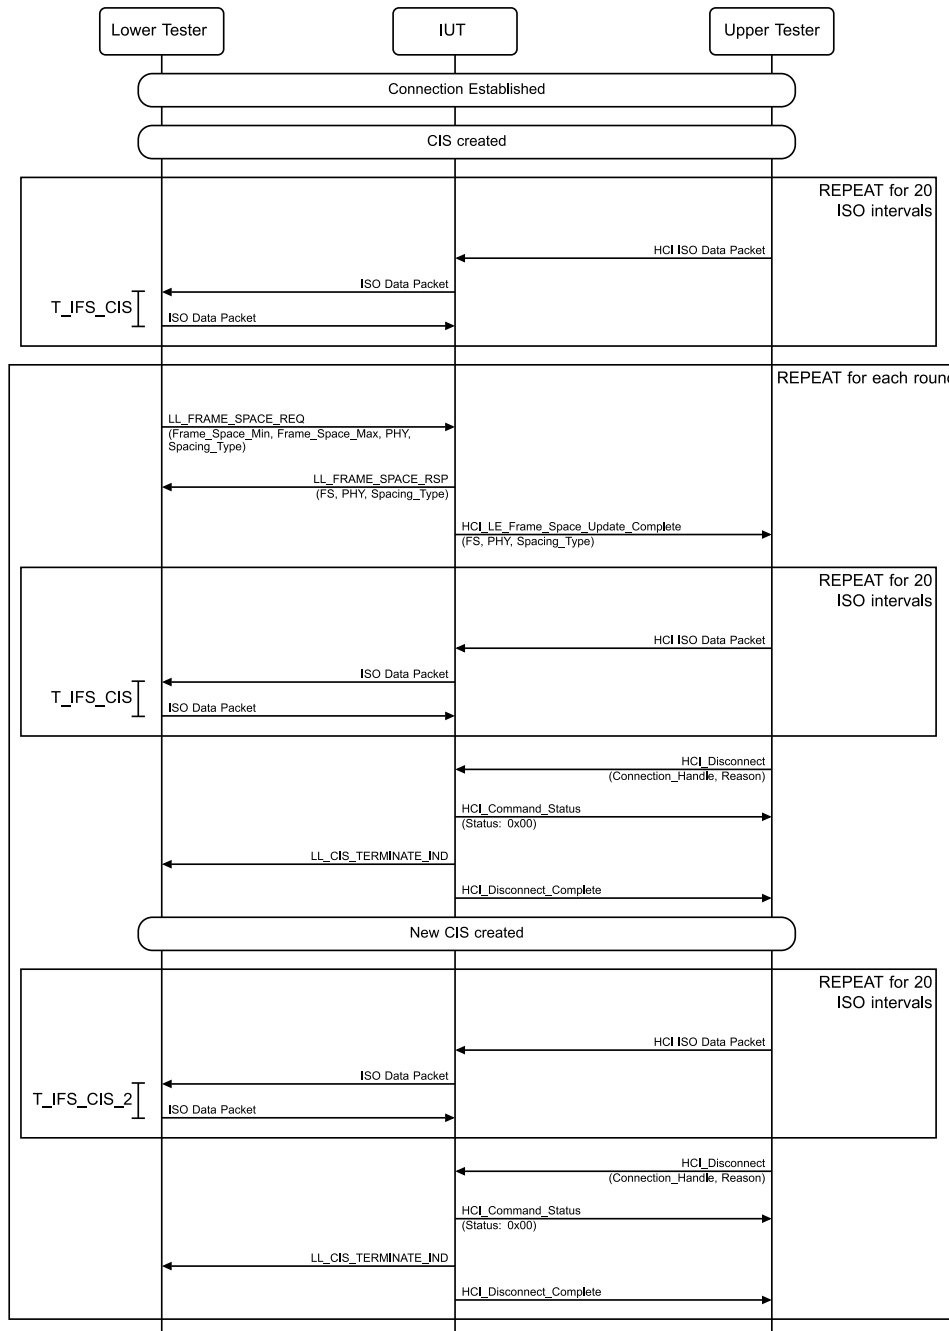 Lower Tester
IUT
Upper Tester
Connection Established
CIS created
REPEAT for 20
ISO intervals
HCI ISO Data Packet
ISO Data Packet
T_IFS_CIS
ISO Data Packet
REPEAT for each round
LL_FRAME_SPACE_REQ
(Frame_Space_Min, Frame_Space_Max, PHY,
Spacing_Type)
LL_FRAME_SPACE_RSP
(FS, PHY, Spacing_Type)
HCI_LE_Frame_Space_Update_Complete
(FS, PHY, Spacing_Type)
REPEAT for 20
ISO intervals
HCI ISO Data Packet
ISO Data Packet
T_IFS_CIS
ISO Data Packet
HCI_Disconnect
(Connection_Handle, Reason)
HCI_Command_Status
(Status: 0x00)
LL_CIS_TERMINATE_IND
HCI_Disconnect_Complete
New CIS created
REPEAT for 20
ISO intervals
HCI ISO Data Packet
ISO Data Packet
T_IFS_CIS_2
ISO Data Packet
HCI_Disconnect
(Connection_Handle, Reason)
HCI_Command_Status
(Status: 0x00)
LL_CIS_TERMINATE_IND
HCI_Disconnect_Complete